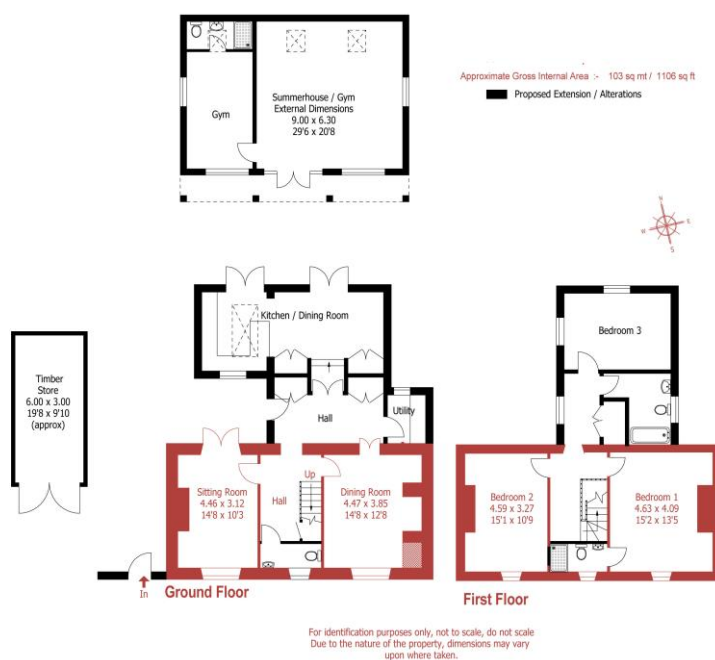 Approximate Gross Internal Area :- 103 sq mt / 1106 sq ft
Proposed Extension / Alterations
Gym
Summerhouse / Gym
External Dimensions
9.00 x 6.30
29'6 x 20'8
N
E
S
W
Kitchen / Dining Room
Bedroom 3
Timber
Store
6.00 x 3.00
19'8 x 9'10
(approx)
Hall
Utility
Sitting Room
4.46 x 3.12
14'8 x 10'3
Hall
Up
Dining Room
4.47 x 3.85
14'8 x 12'8
Bedroom 2
4.59 x 3.27
15'1 x 10'9
Bedroom 1
4.63 x 4.09
15'2 x 13'5
In
Ground Floor
First Floor
For identification purposes only, not to scale, do not scale
Due to the nature of the property, dimensions may vary
upon where taken.